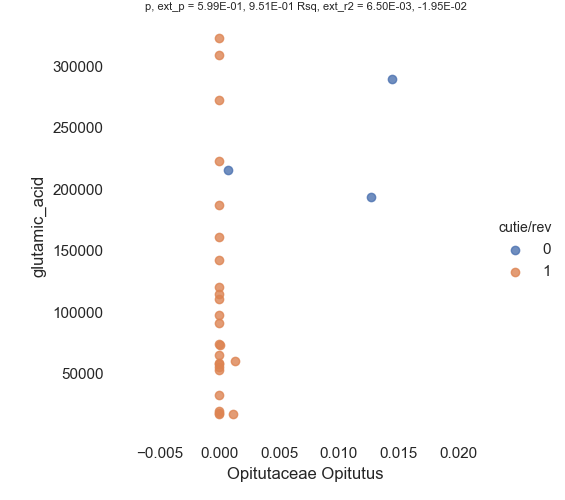 p, ext_p = 5.99E-01, 9.51E-01 Rsq, ext_r2 = 6.50E-03, -1.95E-02
300000
250000
200000
150000
100000
50000
glutamic_acid
cutie/rev
0
1
−0.005 0.000 0.005 0.010 0.015 0.020
Opitutaceae Opitutus